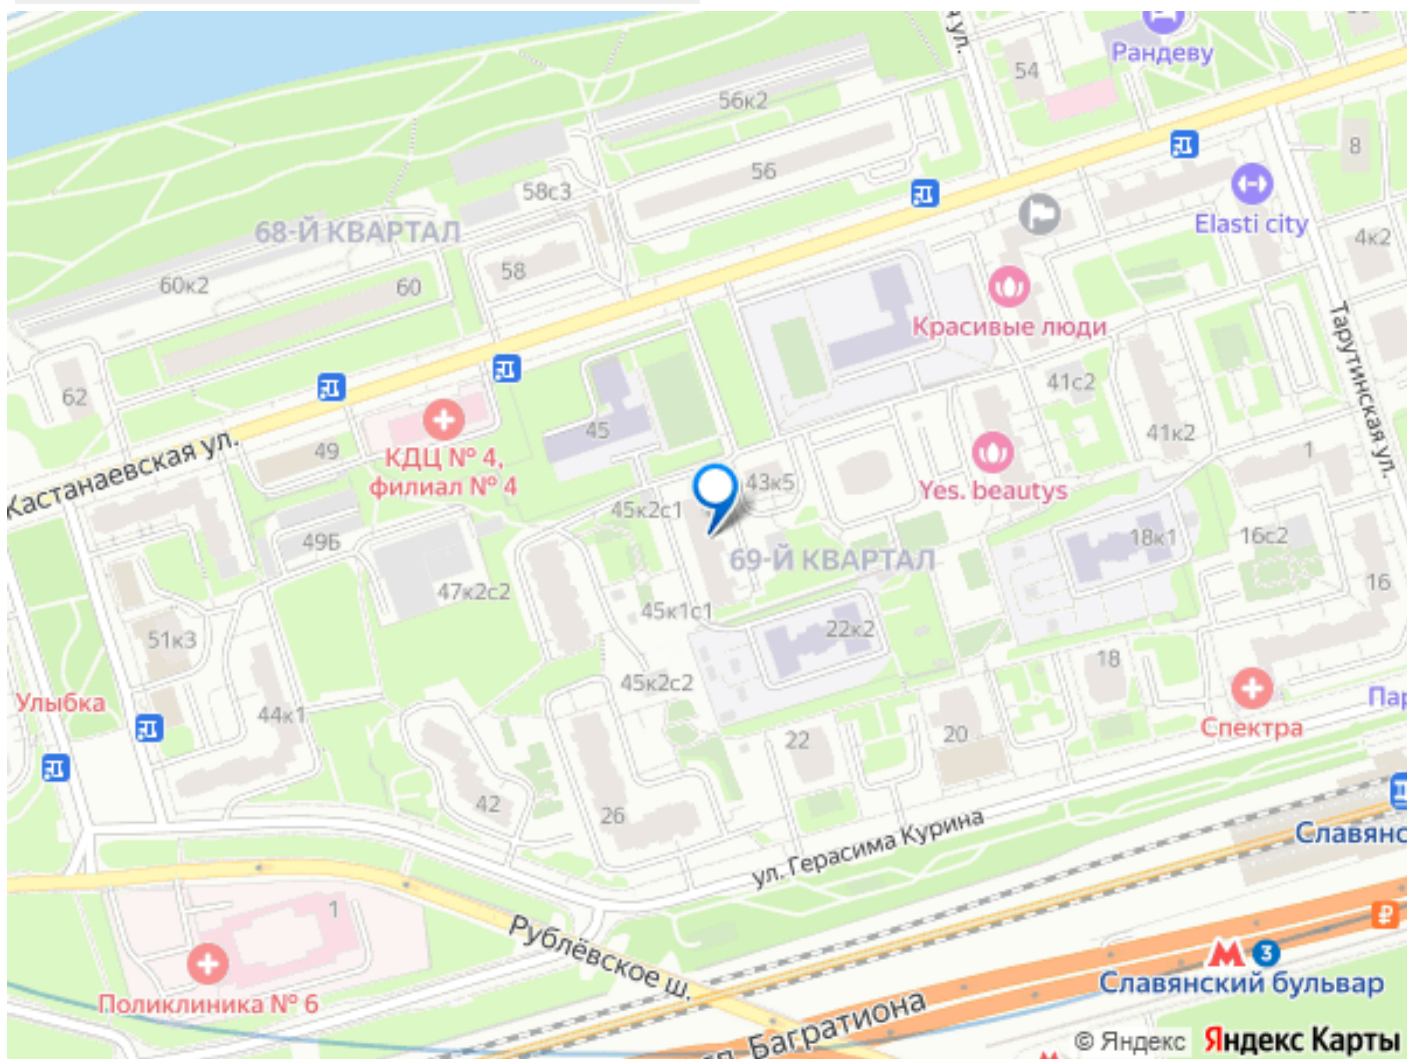 Рандеву
54
56к2
8
56
58с3
Elasti city
68-Й КВАРТАЛ
4к2
58
60к2
60
Красивые люди
Тарутинская ул.
62
41с2
45
41к2
Кастанаевская ул.
49
КДЦ № 4,
филиал № 4
1
43к5
Yes. beautys
45к2с1
49Б
18к1
16с2
69-Й КВАРТАЛ
16
47к2с2
45к1с1
22к2
51к3
18
45к2с2
Улыбка
44к1
Спектра
22
20
42
26
ул. Герасима Курина
1
Рублёвское ш.
3
Славянский бульвар
Поликлиника № 6
Багратиона
© Яндекс
Яндекс Карты